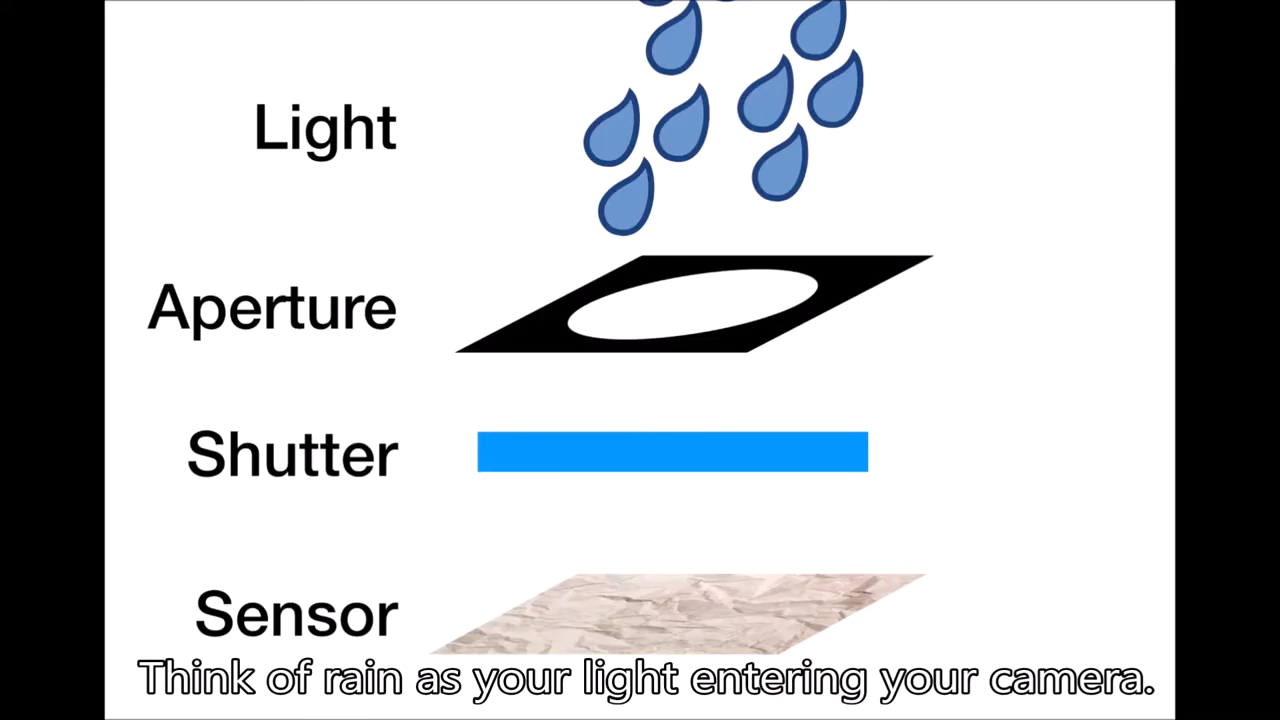 Light
Aperture
Shutter
Sensor
Think of rain as your light entering your camera.